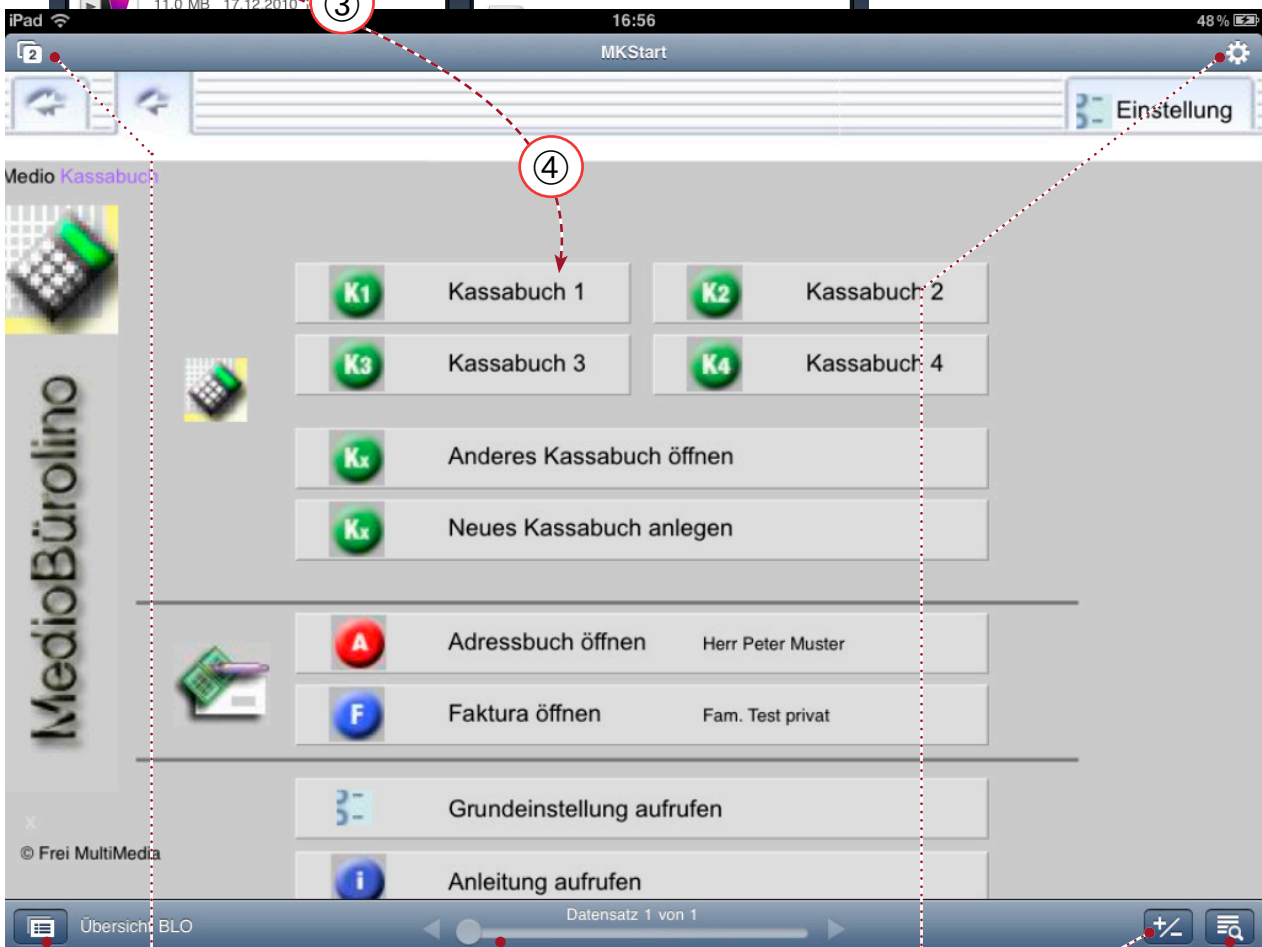 11.0 MB 17.12.2010
3
iPad 16:56 48 %
2 MKStart
Einstellung
4
Medio Kassabuch
K1 Kassabuch 1 K2 Kassabuch 2
K3 Kassabuch 3 K4 Kassabuch 4
MedioBürolino
Kx Anderes Kassabuch öffnen
Kx Neues Kassabuch anlegen
A Adressbuch öffnen Herr Peter Muster
F Faktura öffnen Fam. Test privat
Grundeinstellung aufrufen
x
© Frei MultiMedia
i Anleitung aufrufen
Übersicht BLO Datensatz 1 von 1 +/-